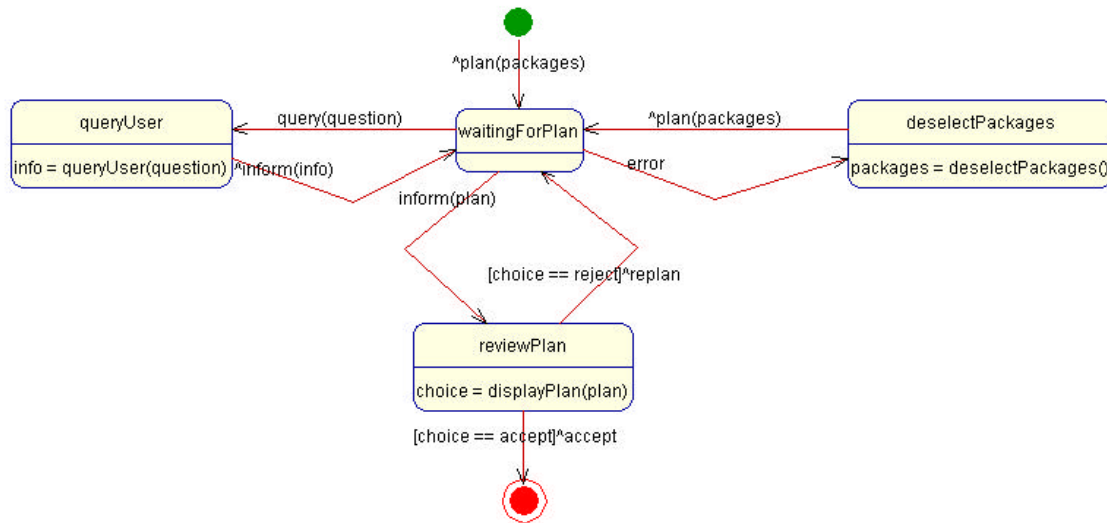 ^plan(packages)
queryUser
query(question)
waitingForPlan
^plan(packages)
deselectPackages
info = queryUser(question)
^inform(info)
error
packages = deselectPackages()
inform(plan)
[choice == reject]^replan
reviewPlan
choice = displayPlan(plan)
[choice == accept]^accept